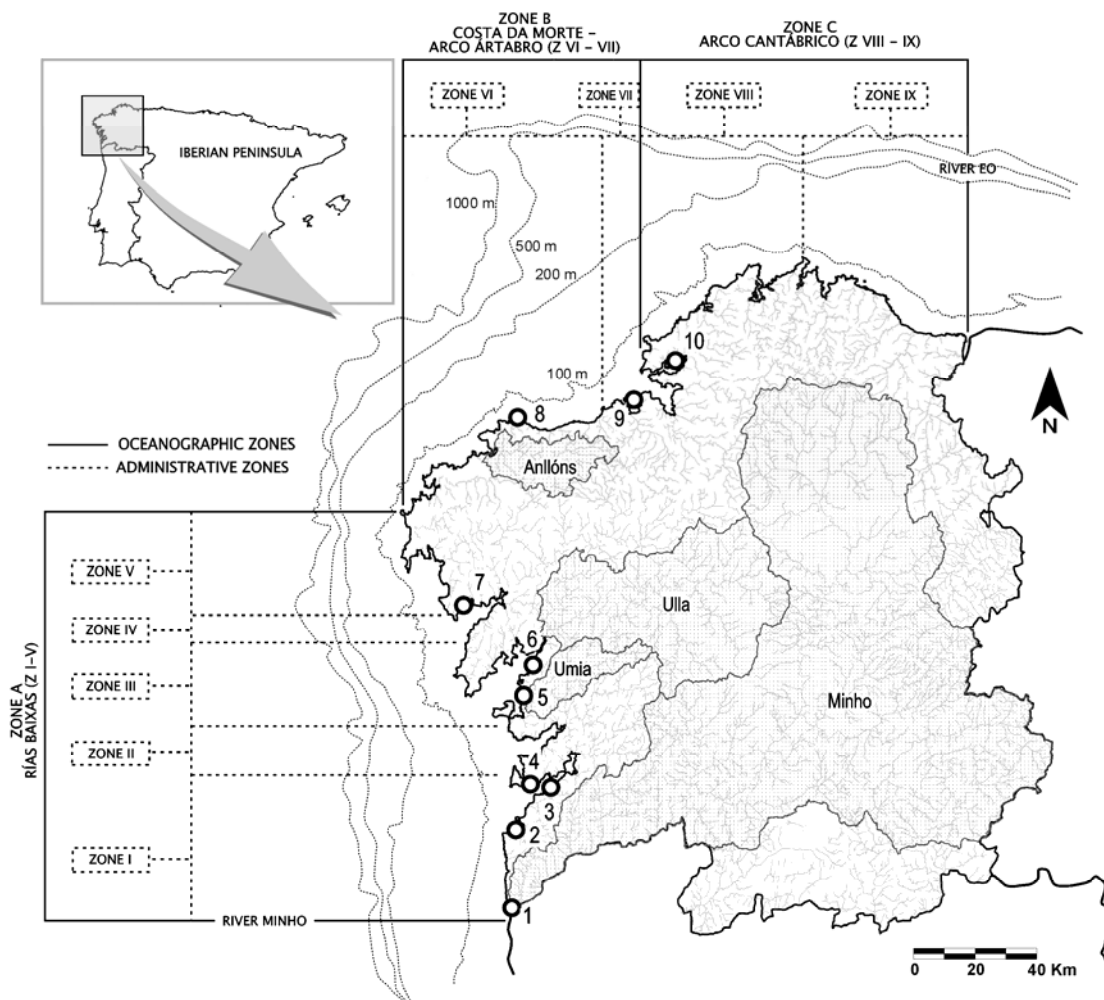 ZONE B
COSTA DA MORTE –
ARCO ÁRTABRO (Z VI – VII)
ZONE C
ARCO CANTÁBRICO (Z VIII – IX)
ZONE VI
ZONE VII
ZONE VIII
ZONE IX
IBERIAN PENINSULA
RIVER EO
1000 m
500 m
200 m
100 m
10
9
8
N
OCEANOGRAPHIC ZONES
ADMINISTRATIVE ZONES
Anllóns
ZONE A
RÍAS BAIXAS (Z I–V)
ZONE V
ZONE IV
ZONE III
ZONE II
ZONE I
7
Ulla
6
Umia
5
Minho
4
3
2
1
RIVER MINHO
0 20 40 Km